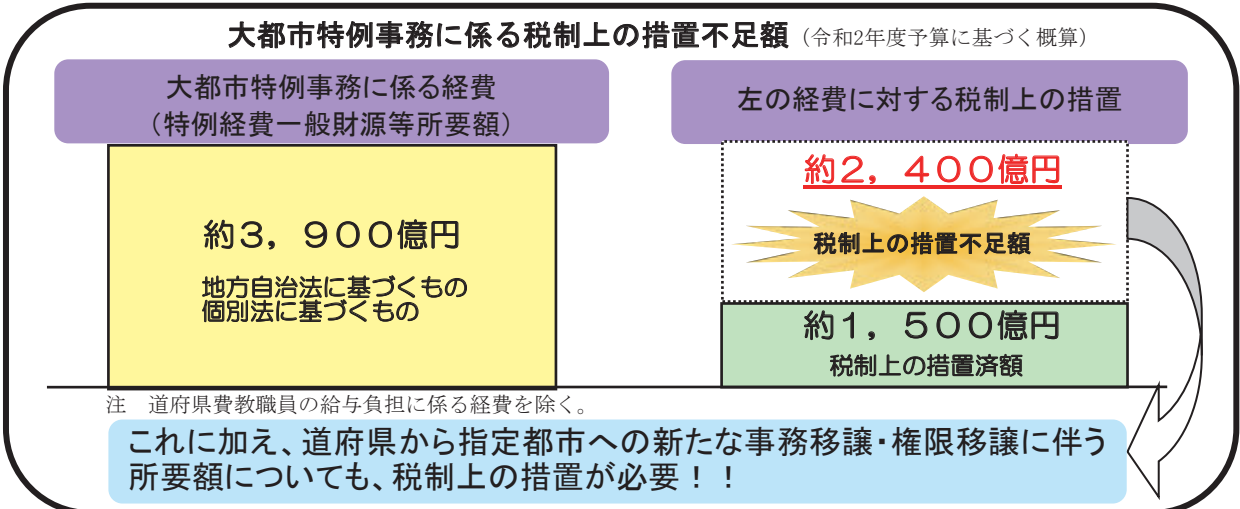 大都市特例事務に係る税制上の措置不足額（令和2年度予算に基づく概算）
大都市特例事務に係る経費
（特例経費一般財源等所要額）
左の経費に対する税制上の措置
約3，900億円
地方自治法に基づくもの
個別法に基づくもの
約2，400億円
税制上の措置不足額
約1，500億円
税制上の措置済額
注　道府県費教職員の給与負担に係る経費を除く。
これに加え、道府県から指定都市への新たな事務移譲・権限移譲に伴う
所要額についても、税制上の措置が必要！！